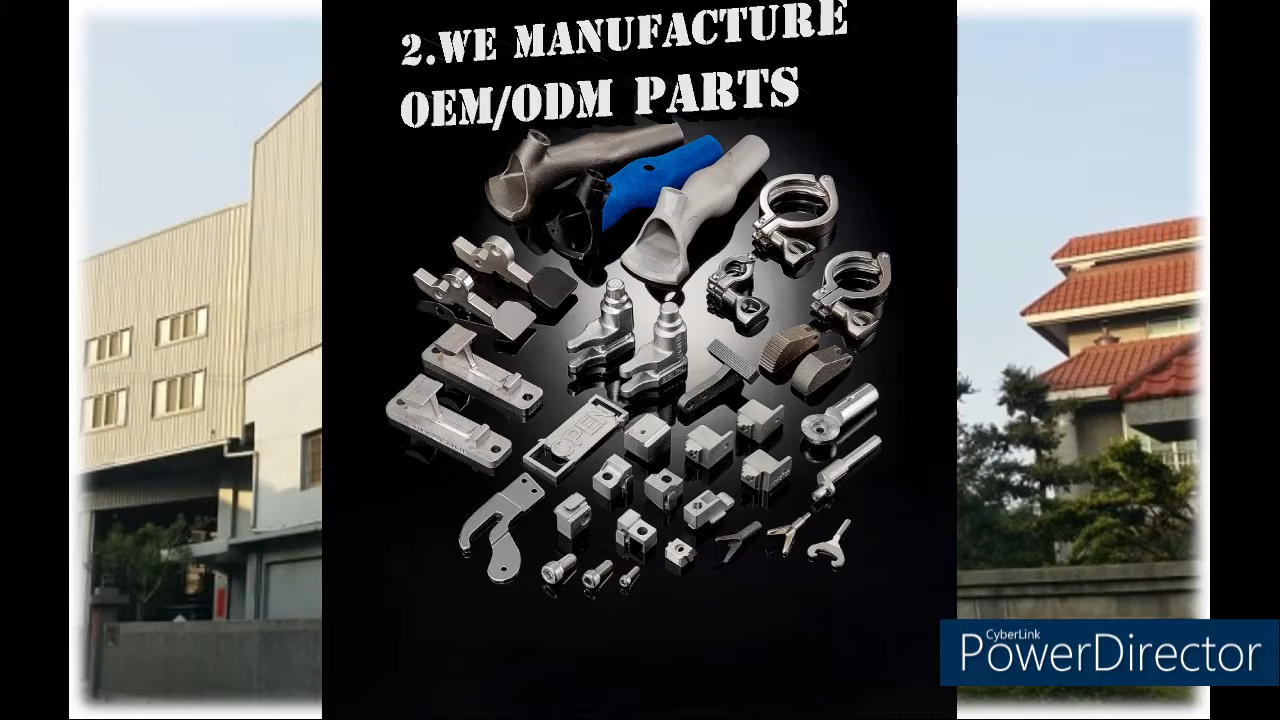 2.WE MANUFACTURE
OEM/ODM PARTS
OPEN
CyberLink
PowerDirector